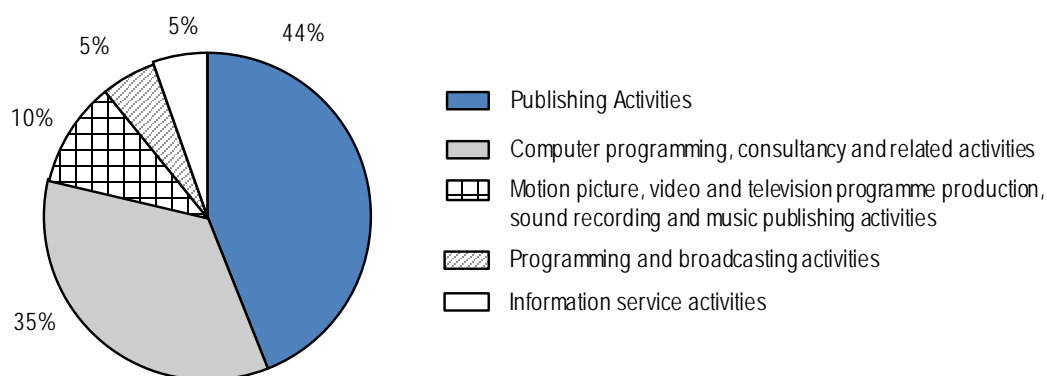 5%
44%
5%
10%
35%
Publishing Activities
Computer programming, consultancy and related activities
Motion picture, video and television programme production,
sound recording and music publishing activities
Programming and broadcasting activities
Information service activities